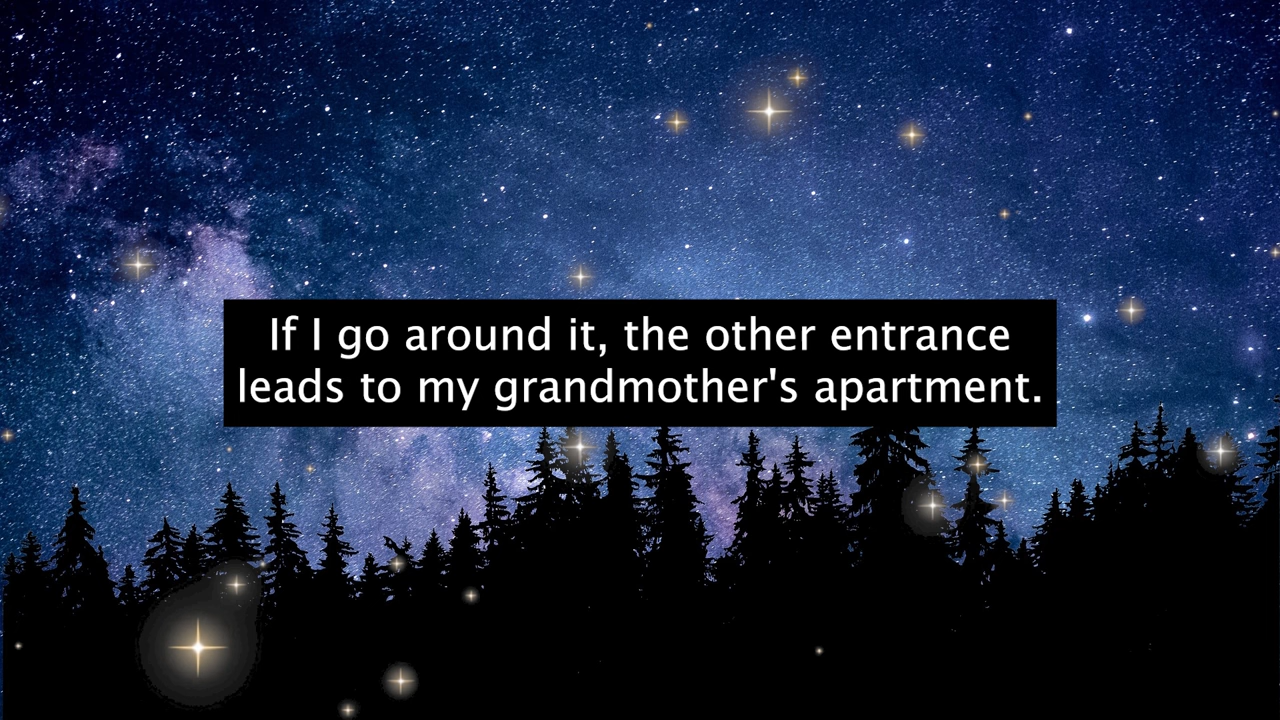 If I go around it, the other entrance
leads to my grandmother's apartment.